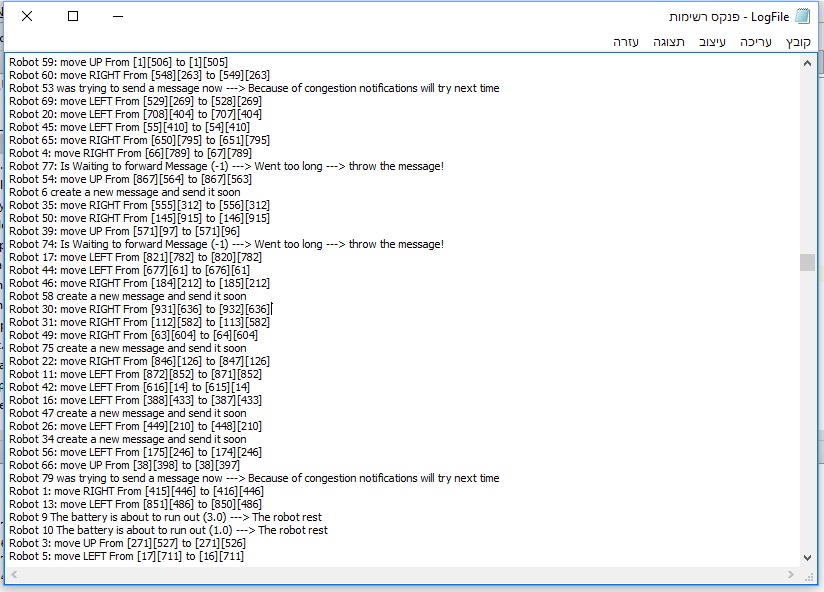 LogFile - פנקס רשימות
קובץ עריכה עיצוב תצוגה עזרה
Robot 59: move UP From [1][506] to [1][505]
Robot 60: move RIGHT From [548][263] to [549][263]
Robot 53 was trying to send a message now ---> Because of congestion notifications will try next time
Robot 69: move LEFT From [529][269] to [528][269]
Robot 20: move LEFT From [708][404] to [707][404]
Robot 45: move LEFT From [55][410] to [54][410]
Robot 65: move RIGHT From [650][795] to [651][795]
Robot 4: move RIGHT From [66][789] to [67][789]
Robot 77: Is Waiting to forward Message (-1) ---> Went too long ---> throw the message!
Robot 54: move UP From [867][564] to [867][563]
Robot 6 create a new message and send it soon
Robot 35: move RIGHT From [555][312] to [556][312]
Robot 50: move RIGHT From [145][915] to [146][915]
Robot 39: move UP From [571][97] to [571][96]
Robot 74: Is Waiting to forward Message (-1) ---> Went too long ---> throw the message!
Robot 17: move LEFT From [821][782] to [820][782]
Robot 44: move LEFT From [677][61] to [676][61]
Robot 46: move RIGHT From [184][212] to [185][212]
Robot 58 create a new message and send it soon
Robot 30: move RIGHT From [931][636] to [932][636]
Robot 31: move RIGHT From [112][582] to [113][582]
Robot 49: move RIGHT From [63][604] to [64][604]
Robot 75 create a new message and send it soon
Robot 22: move RIGHT From [846][126] to [847][126]
Robot 11: move LEFT From [872][852] to [871][852]
Robot 42: move LEFT From [616][14] to [615][14]
Robot 16: move LEFT From [388][433] to [387][433]
Robot 47 create a new message and send it soon
Robot 26: move LEFT From [449][210] to [448][210]
Robot 34 create a new message and send it soon
Robot 56: move LEFT From [175][246] to [174][246]
Robot 66: move UP From [38][398] to [38][397]
Robot 79 was trying to send a message now ---> Because of congestion notifications will try next time
Robot 1: move RIGHT From [415][446] to [416][446]
Robot 13: move LEFT From [851][486] to [850][486]
Robot 9 The battery is about to run out (3.0) ---> The robot rest
Robot 10 The battery is about to run out (1.0) ---> The robot rest
Robot 3: move UP From [271][527] to [271][526]
Robot 5: move LEFT From [17][711] to [16][711]